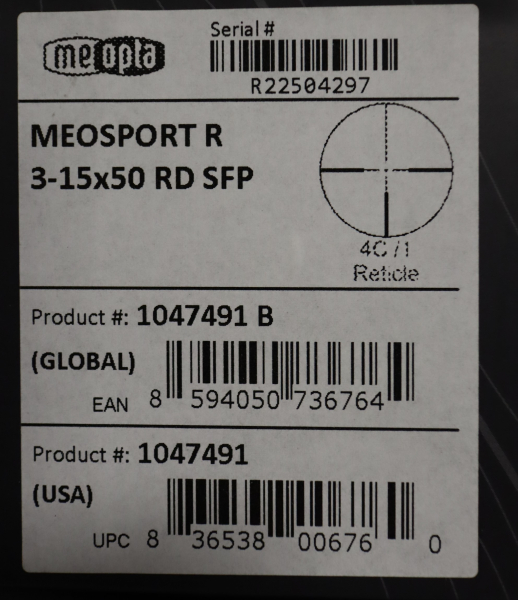 meopta
Serial #
R22504297
MEOSPORT R
3-15x50 RD SFP
4C /1
Reticle
Product #: 1047491 B
(GLOBAL)
EAN 8 594050 736764
Product #: 1047491
(USA)
UPC 8 36538 00676 0